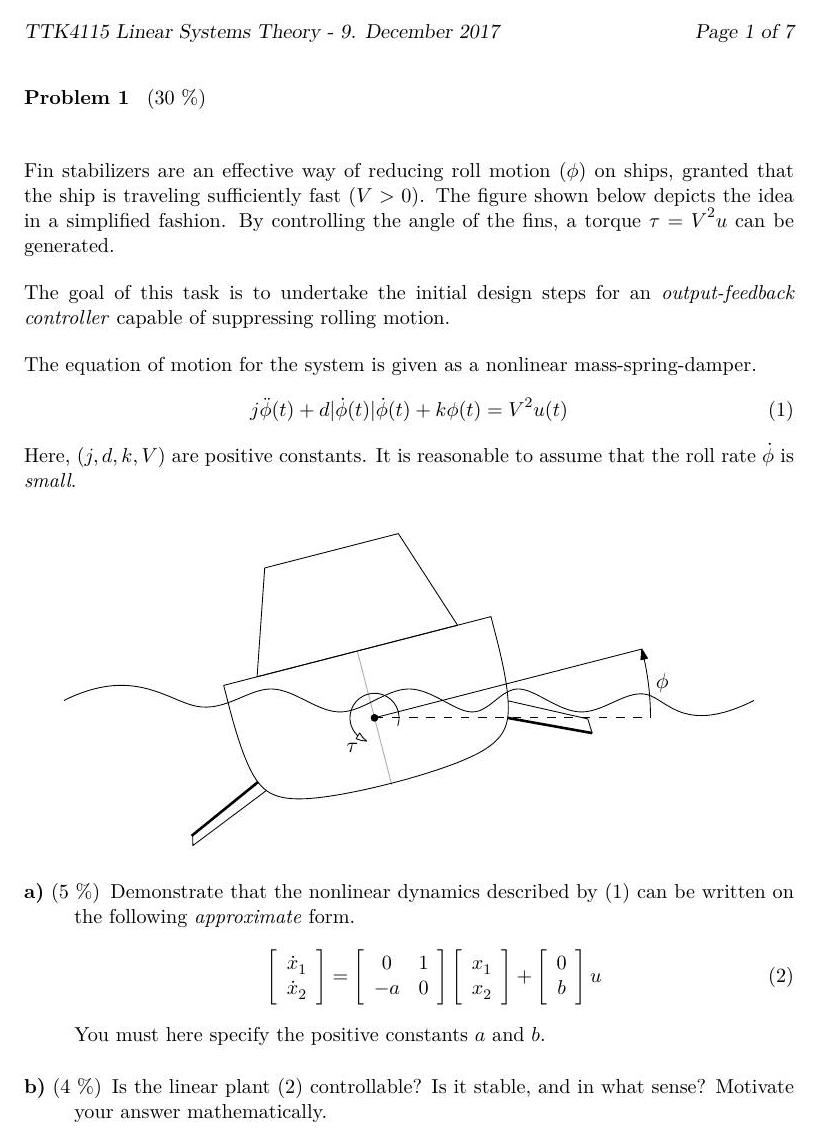 TTK4115 Linear Systems Theory - 9. December 2017 Page 1 of 7
Problem 1 (30 %)
Fin stabilizers are an effective way of reducing roll motion (ϕ) on ships, granted that
the ship is traveling sufficiently fast (V > 0). The figure shown below depicts the idea
in a simplified fashion. By controlling the angle of the fins, a torque τ = V²u can be
generated.
The goal of this task is to undertake the initial design steps for an output-feedback
controller capable of suppressing rolling motion.
The equation of motion for the system is given as a nonlinear mass-spring-damper.
jϕ̈(t) + d|ϕ̇(t)|ϕ̇(t) + kϕ(t) = V²u(t) (1)
Here, (j, d, k, V) are positive constants. It is reasonable to assume that the roll rate ϕ̇ is
small.
ϕ
τ
a) (5 %) Demonstrate that the nonlinear dynamics described by (1) can be written on
the following approximate form.
[ ẋ₁ ] = [ 0 1 ] [ x₁ ] + [ 0 ] u (2)
[ ẋ₂ ] [ −a 0 ] [ x₂ ] [ b ]
You must here specify the positive constants a and b.
b) (4 %) Is the linear plant (2) controllable? Is it stable, and in what sense? Motivate
your answer mathematically.